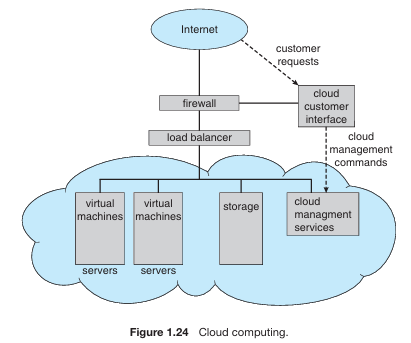 Internet
customer
requests
firewall
cloud
customer
interface
load balancer
cloud
management
commands
virtual
machines
virtual
machines
storage
cloud
managment
services
servers
servers
Figure 1.24 Cloud computing.